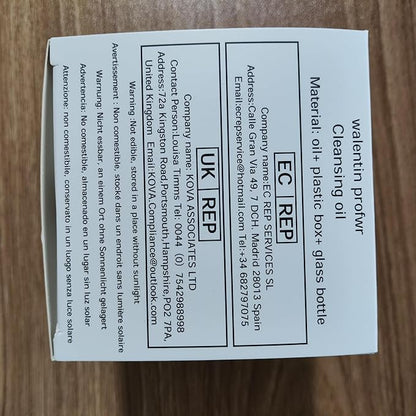 walentin profwr
Cleansing oil
Material: oil+ plastic box+ glass bottle
EC REP
Company name:EC REP SERVICES SL
Address:Calle Gran Via 49, 7 DCH. Madrid 28013 Spain
Email:ecrepservice@hotmail.com Tel:+34 682797075
UK REP
Company name: KOVA ASSOCIATES LTD
Contact Person:Louisa Timms Tel: 0044 (0) 7542988998
Address:72a Kingston Road,Portsmouth,Hampshire,PO2 7PA,
United Kingdom Email:KOVA.Compliance@outlook.com
Warning :Not edible, stored in a place without sunlight
Avertissement : Non comestible, stocké dans un endroit sans lumière solaire
Warnung: Nicht essbar, an einem Ort ohne Sonnenlicht gelagert
Advertancia: No comestible, almacenado en un lugar sin luz solar
Attenzione: non comestibile, conservato in un luogo senza luce solare